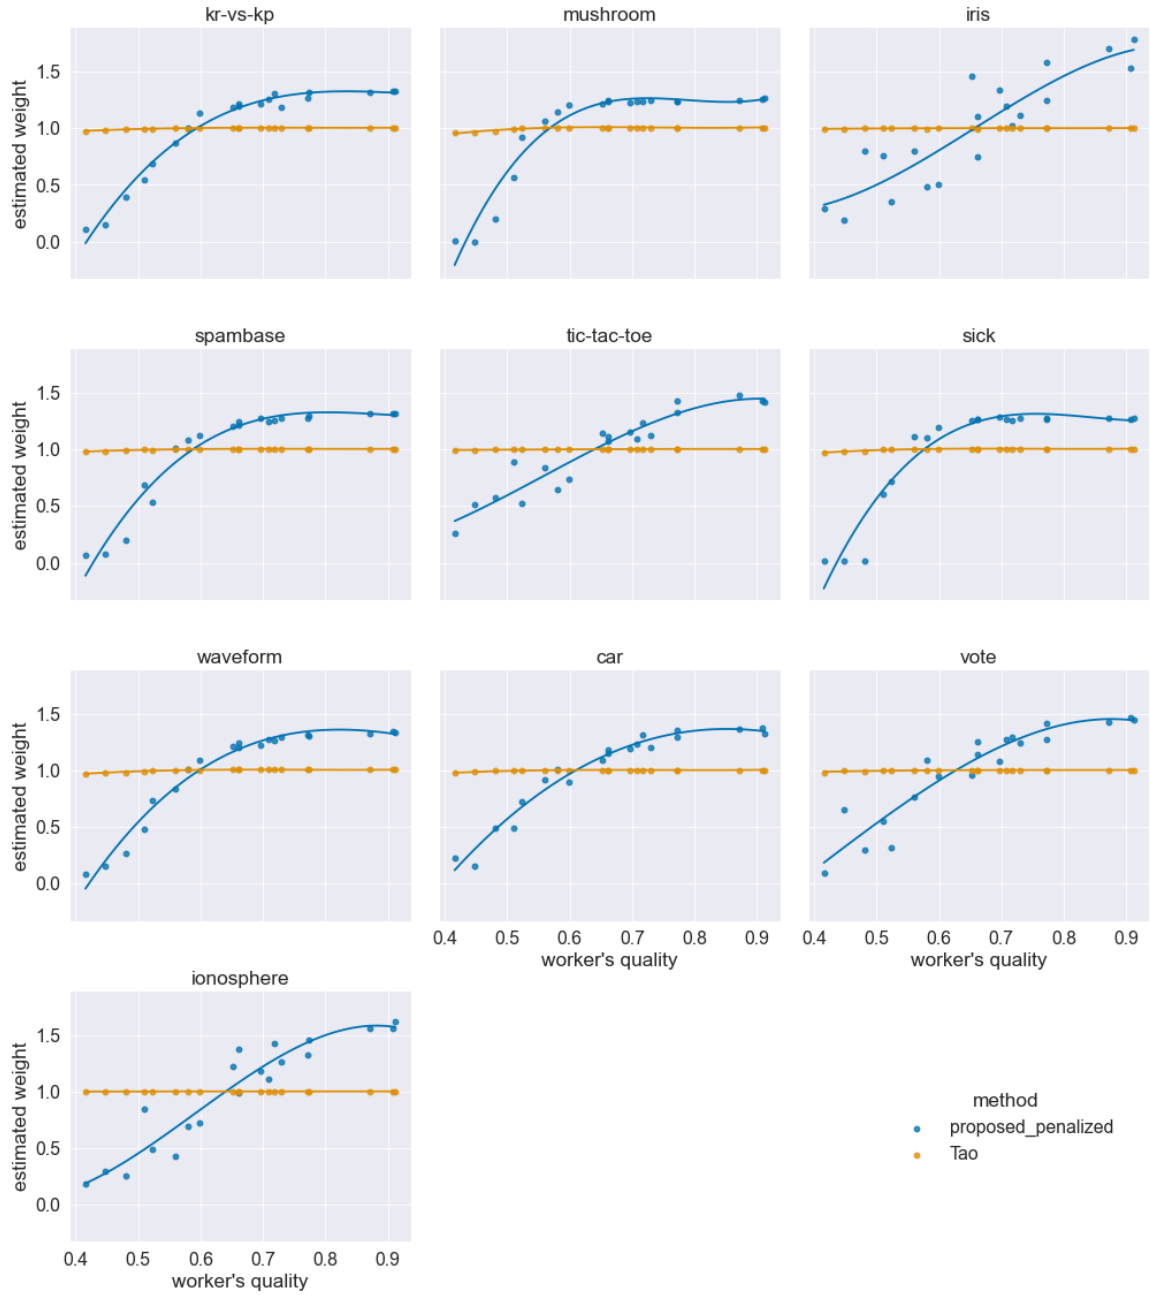 kr-vs-kp
mushroom
iris
estimated weight
1.5
1.0
0.5
0.0
spambase
tic-tac-toe
sick
estimated weight
1.5
1.0
0.5
0.0
waveform
car
vote
estimated weight
1.5
1.0
0.5
0.0
0.4 0.5 0.6 0.7 0.8 0.9
worker's quality
0.4 0.5 0.6 0.7 0.8 0.9
worker's quality
ionosphere
estimated weight
1.5
1.0
0.5
0.0
0.4 0.5 0.6 0.7 0.8 0.9
worker's quality
method
proposed_penalized
Tao